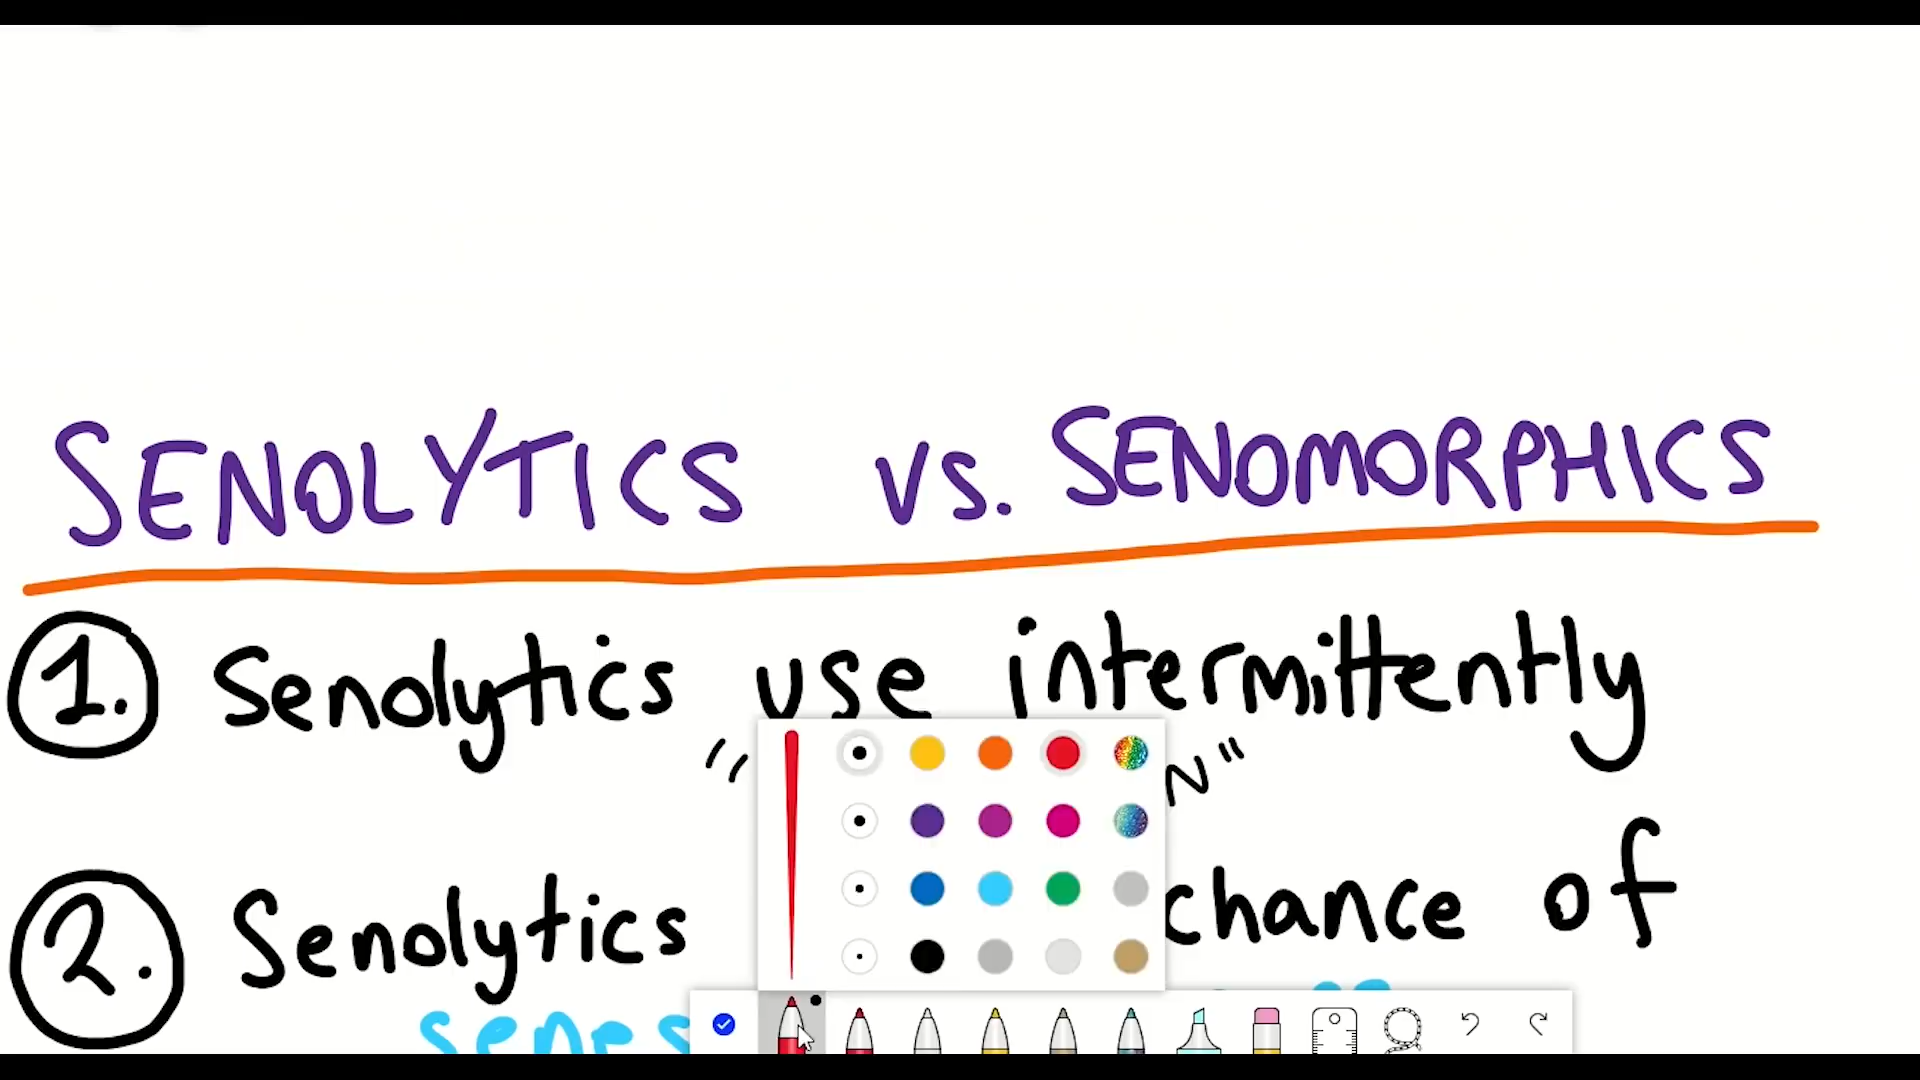 SENOLYTICS vs. SENOMORPHICS
1. Senolytics use intermittently
2. Senolytics chance of